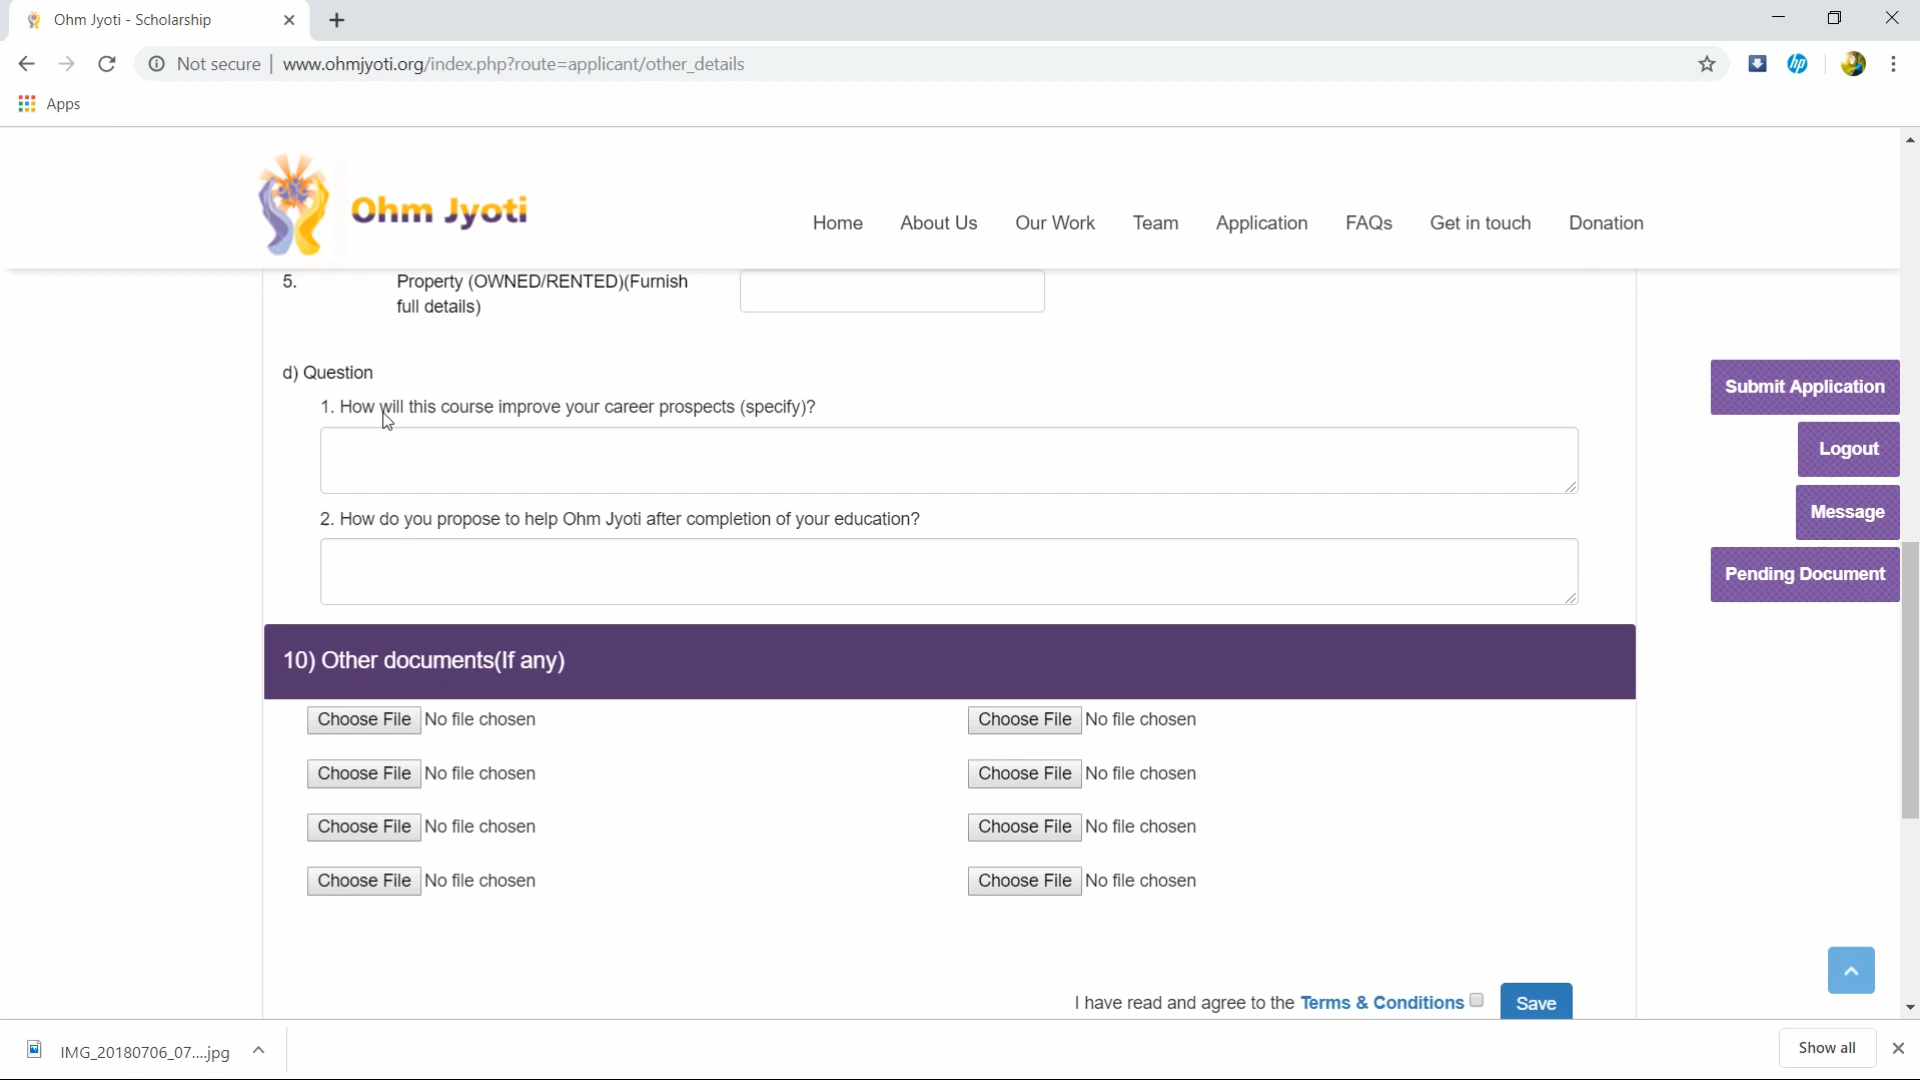 Ohm Jyoti - Scholarship
Not secure | www.ohmjyoti.org/index.php?route=applicant/other_details
Apps
Ohm Jyoti
Home About Us Our Work Team Application FAQs Get in touch Donation
5. Property (OWNED/RENTED)(Furnish
full details)
d) Question
1. How will this course improve your career prospects (specify)?
2. How do you propose to help Ohm Jyoti after completion of your education?
Submit Application
Logout
Message
Pending Document
10) Other documents(If any)
Choose File No file chosen Choose File No file chosen
Choose File No file chosen Choose File No file chosen
Choose File No file chosen Choose File No file chosen
Choose File No file chosen Choose File No file chosen
I have read and agree to the Terms & Conditions Save
IMG_20180706_07....jpg Show all
hp